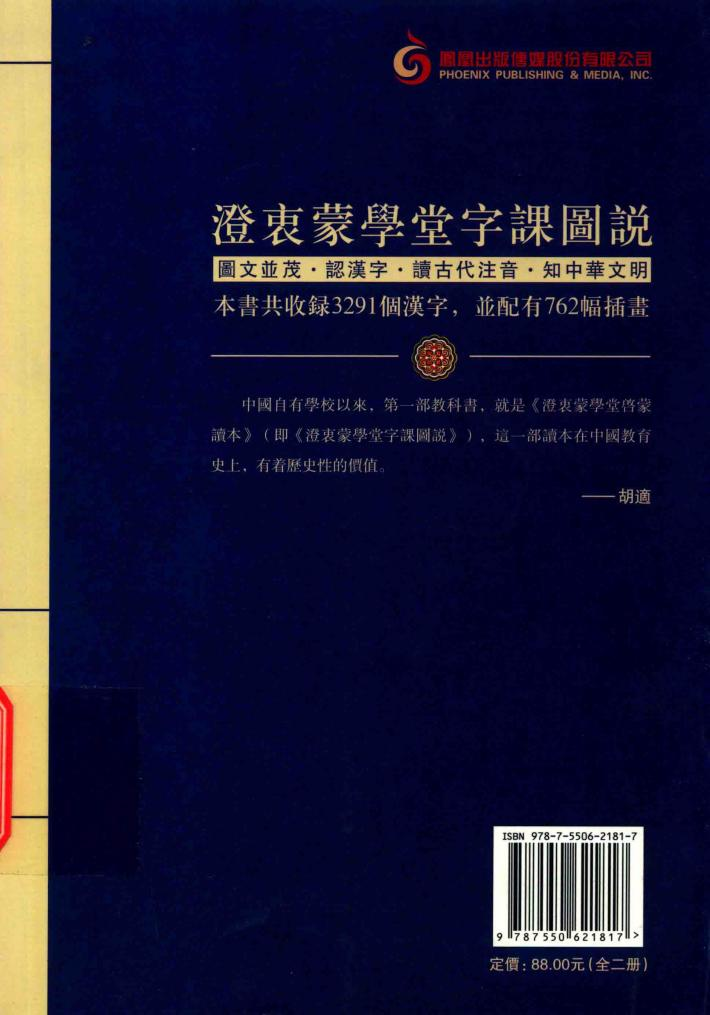 鳳凰出版傳媒股份有限公司
PHOENIX PUBLISHING & MEDIA, INC.
澄衷蒙學堂字課圖説
圖文並茂·認漢字·讀古代注音·知中華文明
本書共收録3291個漢字，並配有762幅插畫
中國自有學校以來，第一部教科書，就是《澄衷蒙學堂啓蒙
讀本》（即《澄衷蒙學堂字課圖説》），這一部讀本在中國教育
史上，有着歷史性的價值。
——胡適
ISBN 978-7-5506-2181-7
9 787550 621817 >
定價：88.00元（全二册）